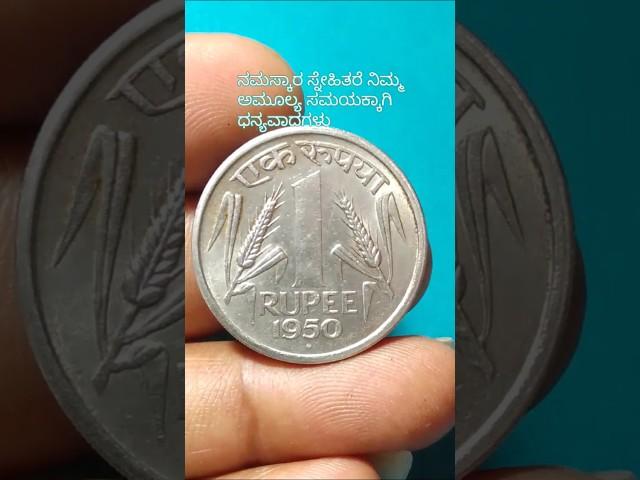 ನಮಸ್ಕಾರ ಸ್ನೇಹಿತರೆ ನಿಮ್ಮ
ಅಮೂಲ್ಯ ಸಮಯಕ್ಕಾಗಿ
ಧನ್ಯವಾದಗಳು
एक रुपया
1
RUPEE
1950